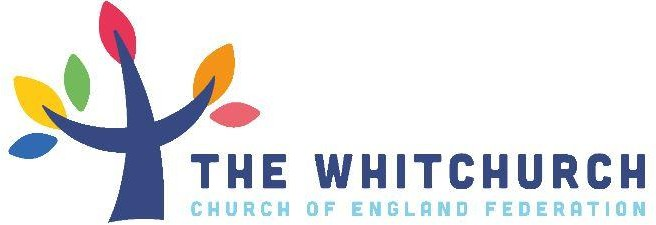 THE WHITCHURCH
CHURCH OF ENGLAND FEDERATION